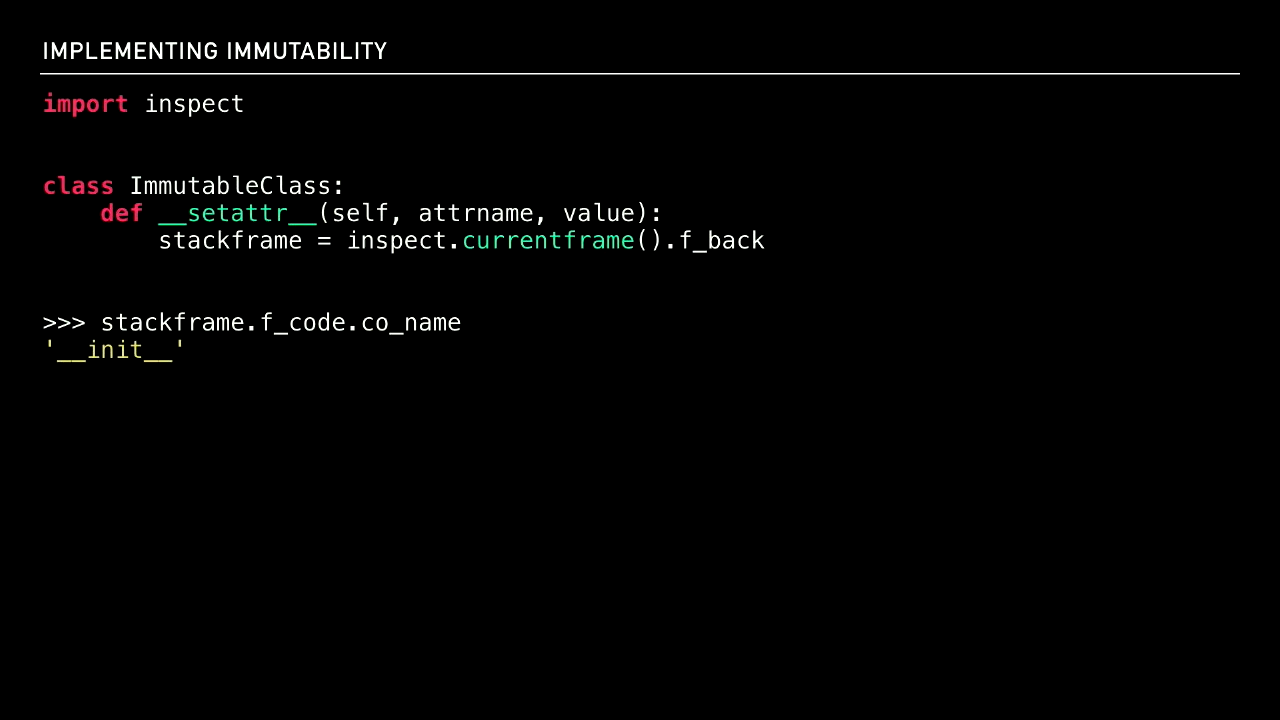 IMPLEMENTING IMMUTABILITY
import inspect
class ImmutableClass:
    def __setattr__(self, attrname, value):
        stackframe = inspect.currentframe().f_back
>>> stackframe.f_code.co_name
'__init__'